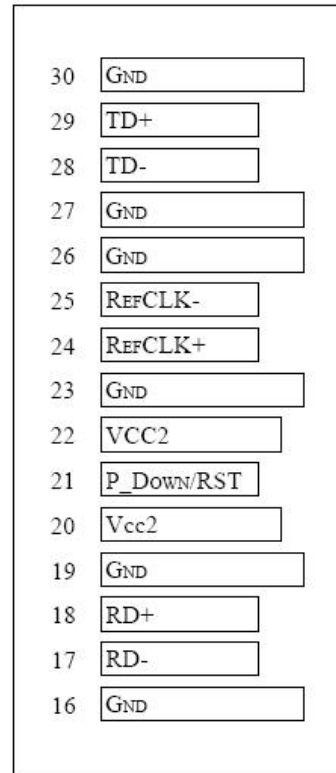 30 GND
29 TD+
28 TD-
27 GND
26 GND
25 REFCLK-
24 REFCLK+
23 GND
22 VCC2
21 P_DOWN/RST
20 Vcc2
19 GND
18 RD+
17 RD-
16 GND